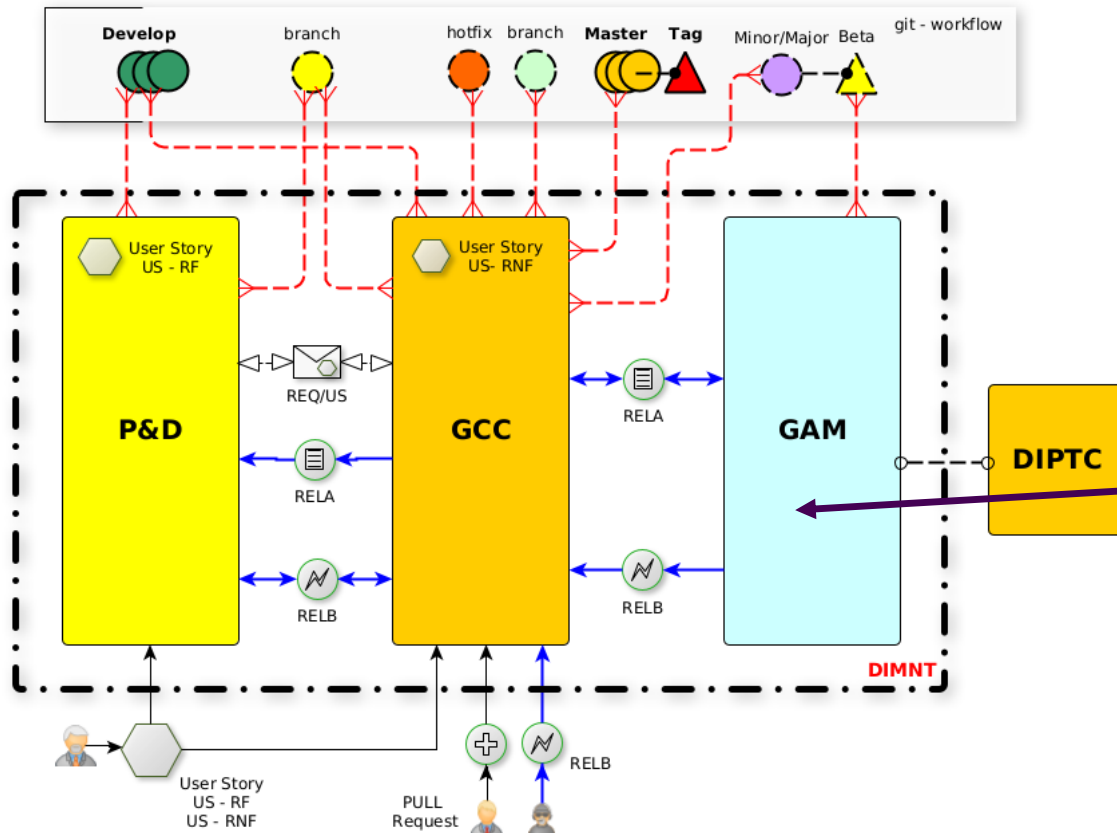 git - workflow
Develop
branch
hotfix
branch
Master
Tag
Minor/Major
Beta
User Story
US - RF
User Story
US- RNF
REQ/US
RELA
P&D
GCC
GAM
DIPTC
RELA
RELB
RELB
DIMNT
User Story
US - RF
US - RNF
PULL
Request
RELB